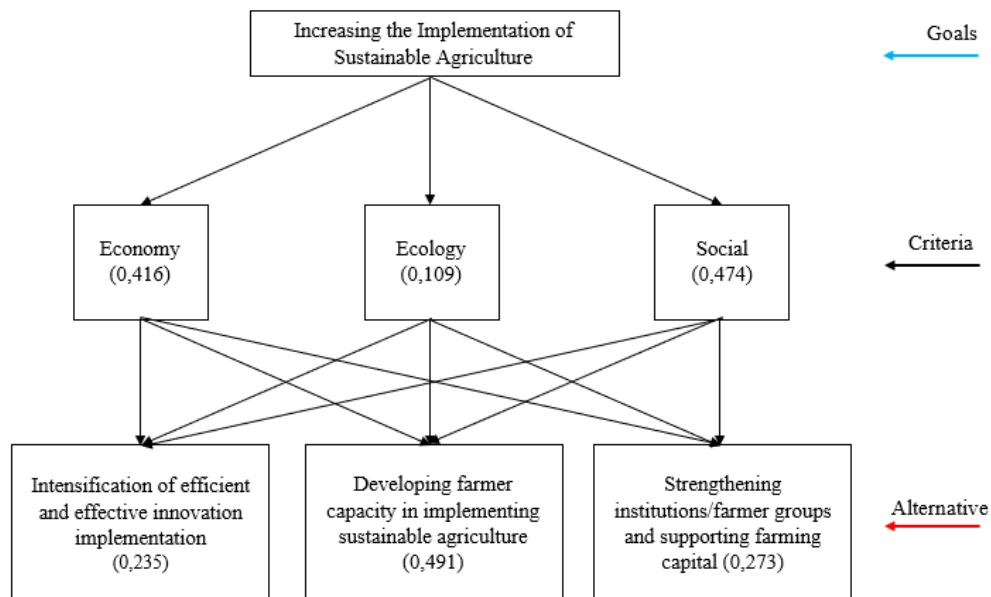 Increasing the Implementation of
Sustainable Agriculture
Goals
Economy
(0,416)
Ecology
(0,109)
Social
(0,474)
Criteria
Intensification of efficient
and effective innovation
implementation
(0,235)
Developing farmer
capacity in implementing
sustainable agriculture
(0,491)
Strengthening
institutions/farmer groups
and supporting farming
capital (0,273)
Alternative